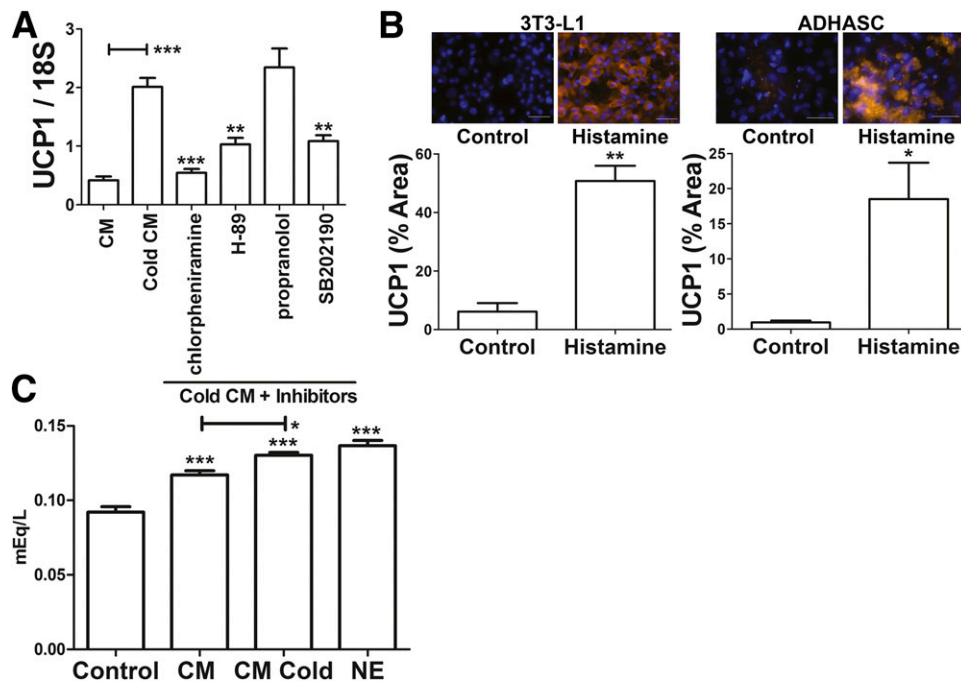 A
UCP1 / 18S
3
2
1
0
***
***
**
**
CM
Cold CM
chlorpheniramine
H-89
propranolol
SB202190
Cold CM + Inhibitors
B
3T3-L1
Control
Histamine
UCP1 (% Area)
60
40
20
0
**
Control
Histamine
ADHASC
Control
Histamine
UCP1 (% Area)
25
20
15
10
5
0
*
Control
Histamine
C
mEq/L
0.15
0.10
0.05
0.00
*
***
***
***
Control
CM
CM Cold
NE